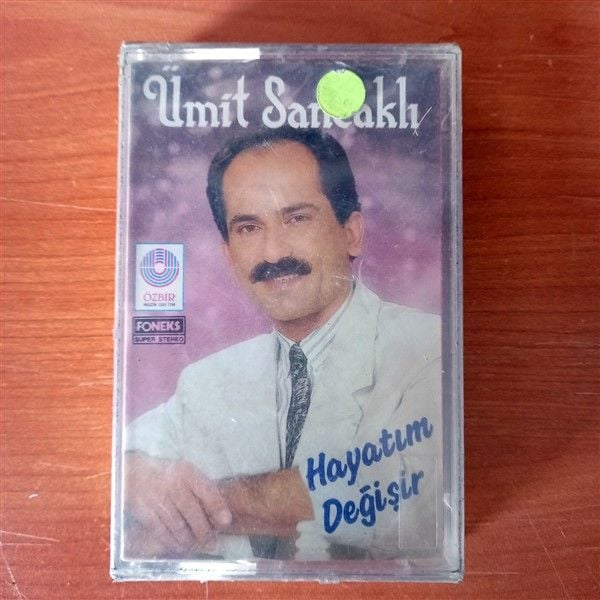 Ümit Sancaklı
ÖZBİR
FONEKS
SUPER STEREO
Hayatım
Değişir